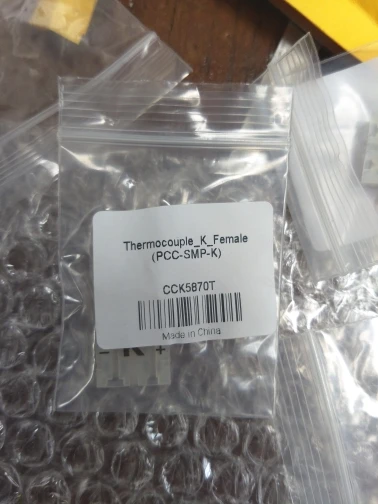 Thermocouple_K_Female
(PCC-SMP-K)
CCK5870T
Made in China
- K +